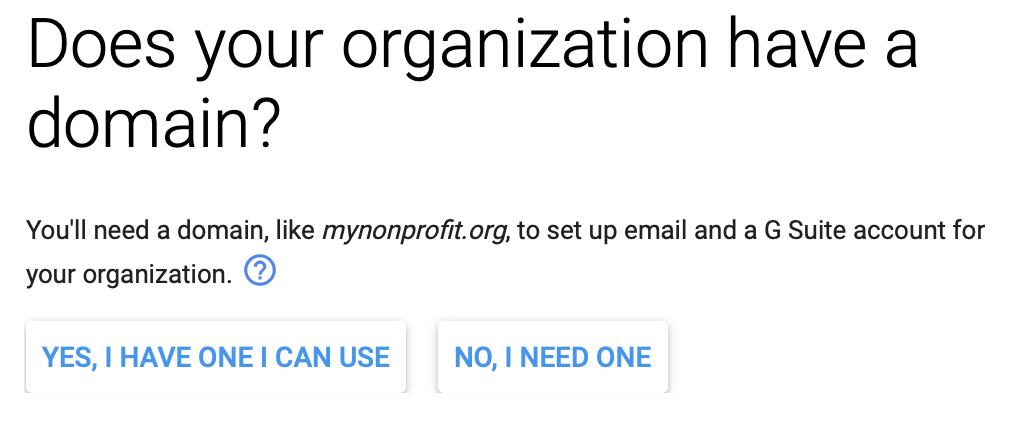 Does your organization have a
domain?
You'll need a domain, like mynonprofit.org, to set up email and a G Suite account for
your organization. ?
YES, I HAVE ONE I CAN USE
NO, I NEED ONE